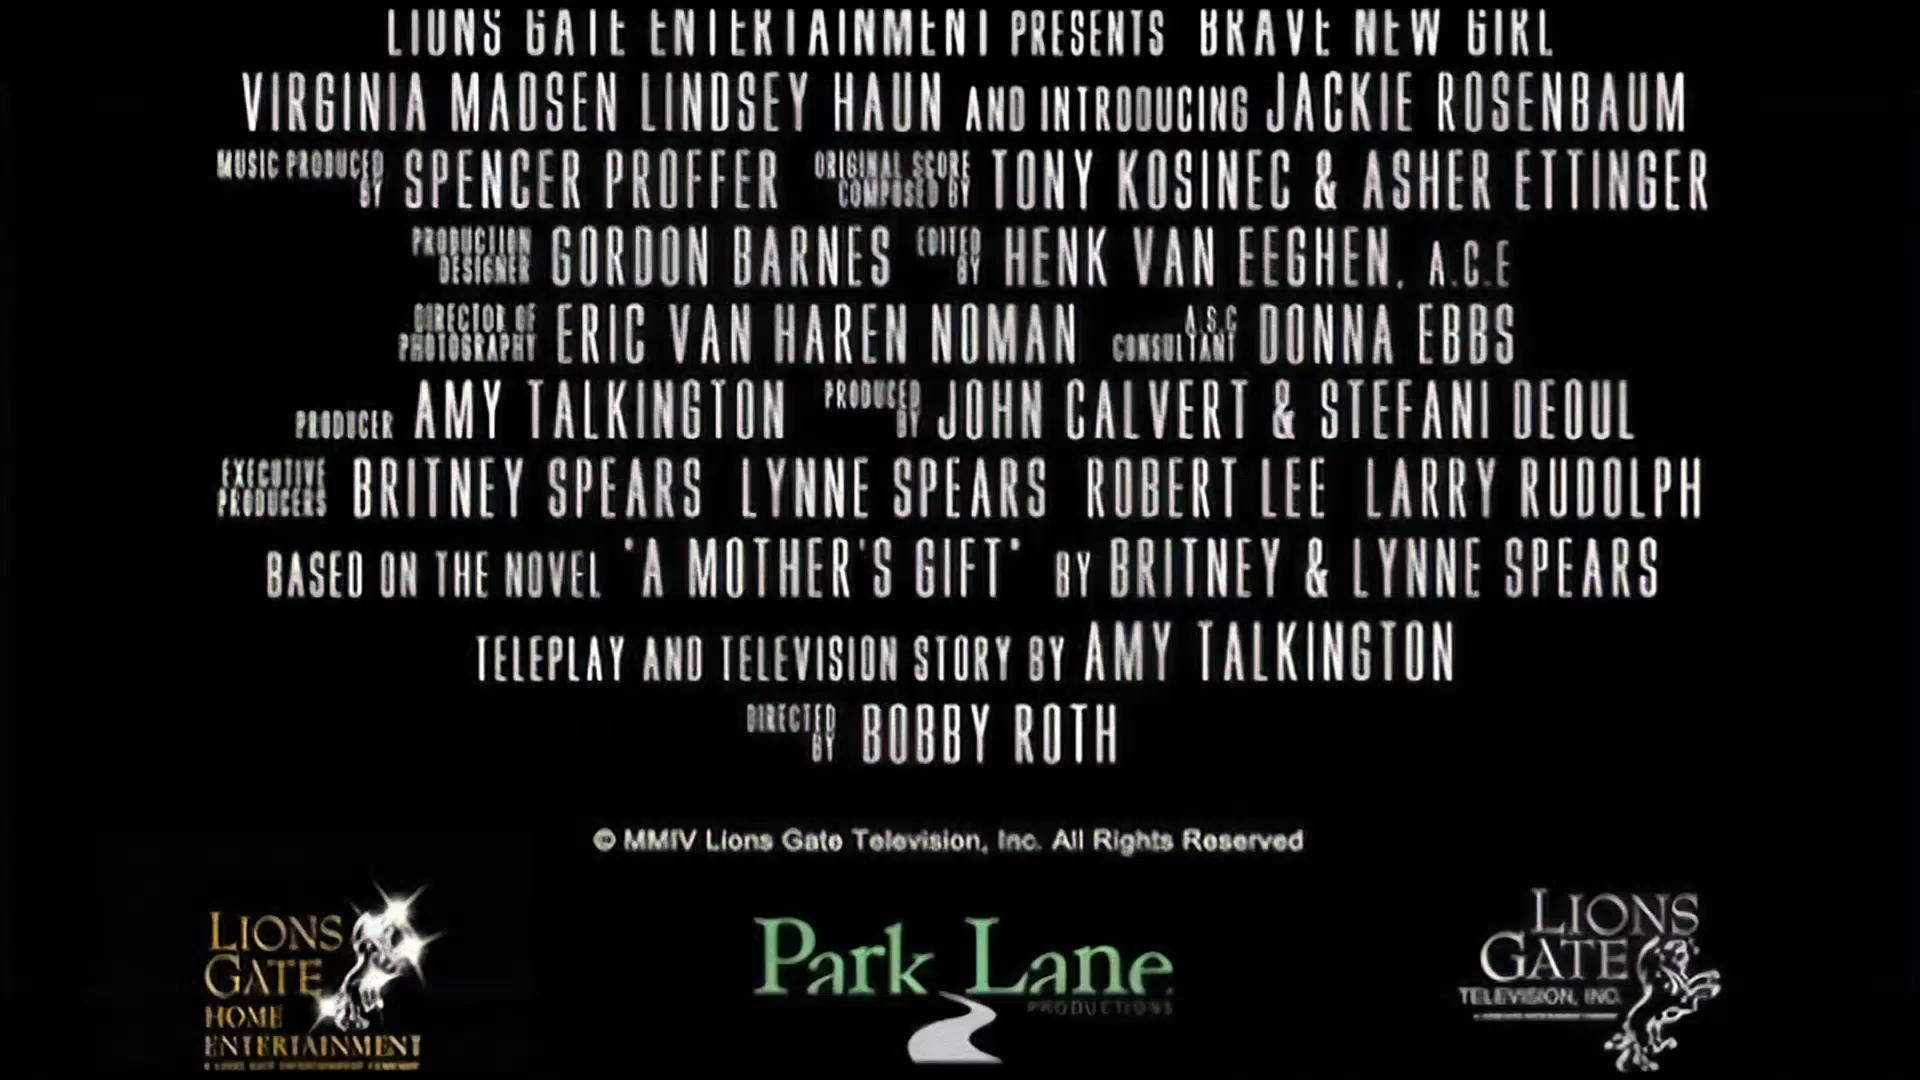 LIONS GATE ENTERTAINMENT PRESENTS BRAVE NEW GIRL
VIRGINIA MADSEN LINDSEY HAUN AND INTRODUCING JACKIE ROSENBAUM
MUSIC PRODUCED BY SPENCER PROFFER ORIGINAL SCORE COMPOSED BY TONY KOSINEC & ASHER ETTINGER
PRODUCTION DESIGNER GORDON BARNES EDITED BY HENK VAN EEGHEN, A.C.E
DIRECTOR OF PHOTOGRAPHY ERIC VAN HAREN NOMAN A.S.C CONSULTANT DONNA EBBS
PRODUCER AMY TALKINGTON PRODUCED BY JOHN CALVERT & STEFANI DEOUL
EXECUTIVE PRODUCERS BRITNEY SPEARS LYNNE SPEARS ROBERT LEE LARRY RUDOLPH
BASED ON THE NOVEL "A MOTHER'S GIFT" BY BRITNEY & LYNNE SPEARS
TELEPLAY AND TELEVISION STORY BY AMY TALKINGTON
DIRECTED BY BOBBY ROTH
© MMIV Lions Gate Television, Inc. All Rights Reserved
LIONS GATE
HOME
ENTERTAINMENT
Park Lane
PRODUCTIONS
LIONS GATE
TELEVISION, INC.